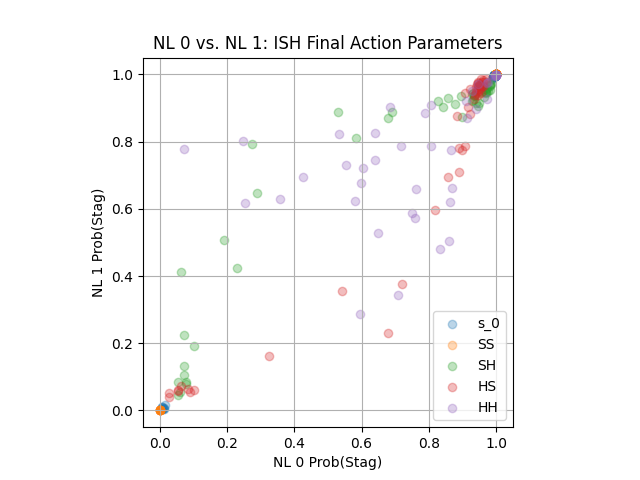 NL 0 vs. NL 1: ISH Final Action Parameters
NL 1 Prob(Stag)
1.0
0.8
0.6
0.4
0.2
0.0
0.0 0.2 0.4 0.6 0.8 1.0
NL 0 Prob(Stag)
s_0
SS
SH
HS
HH